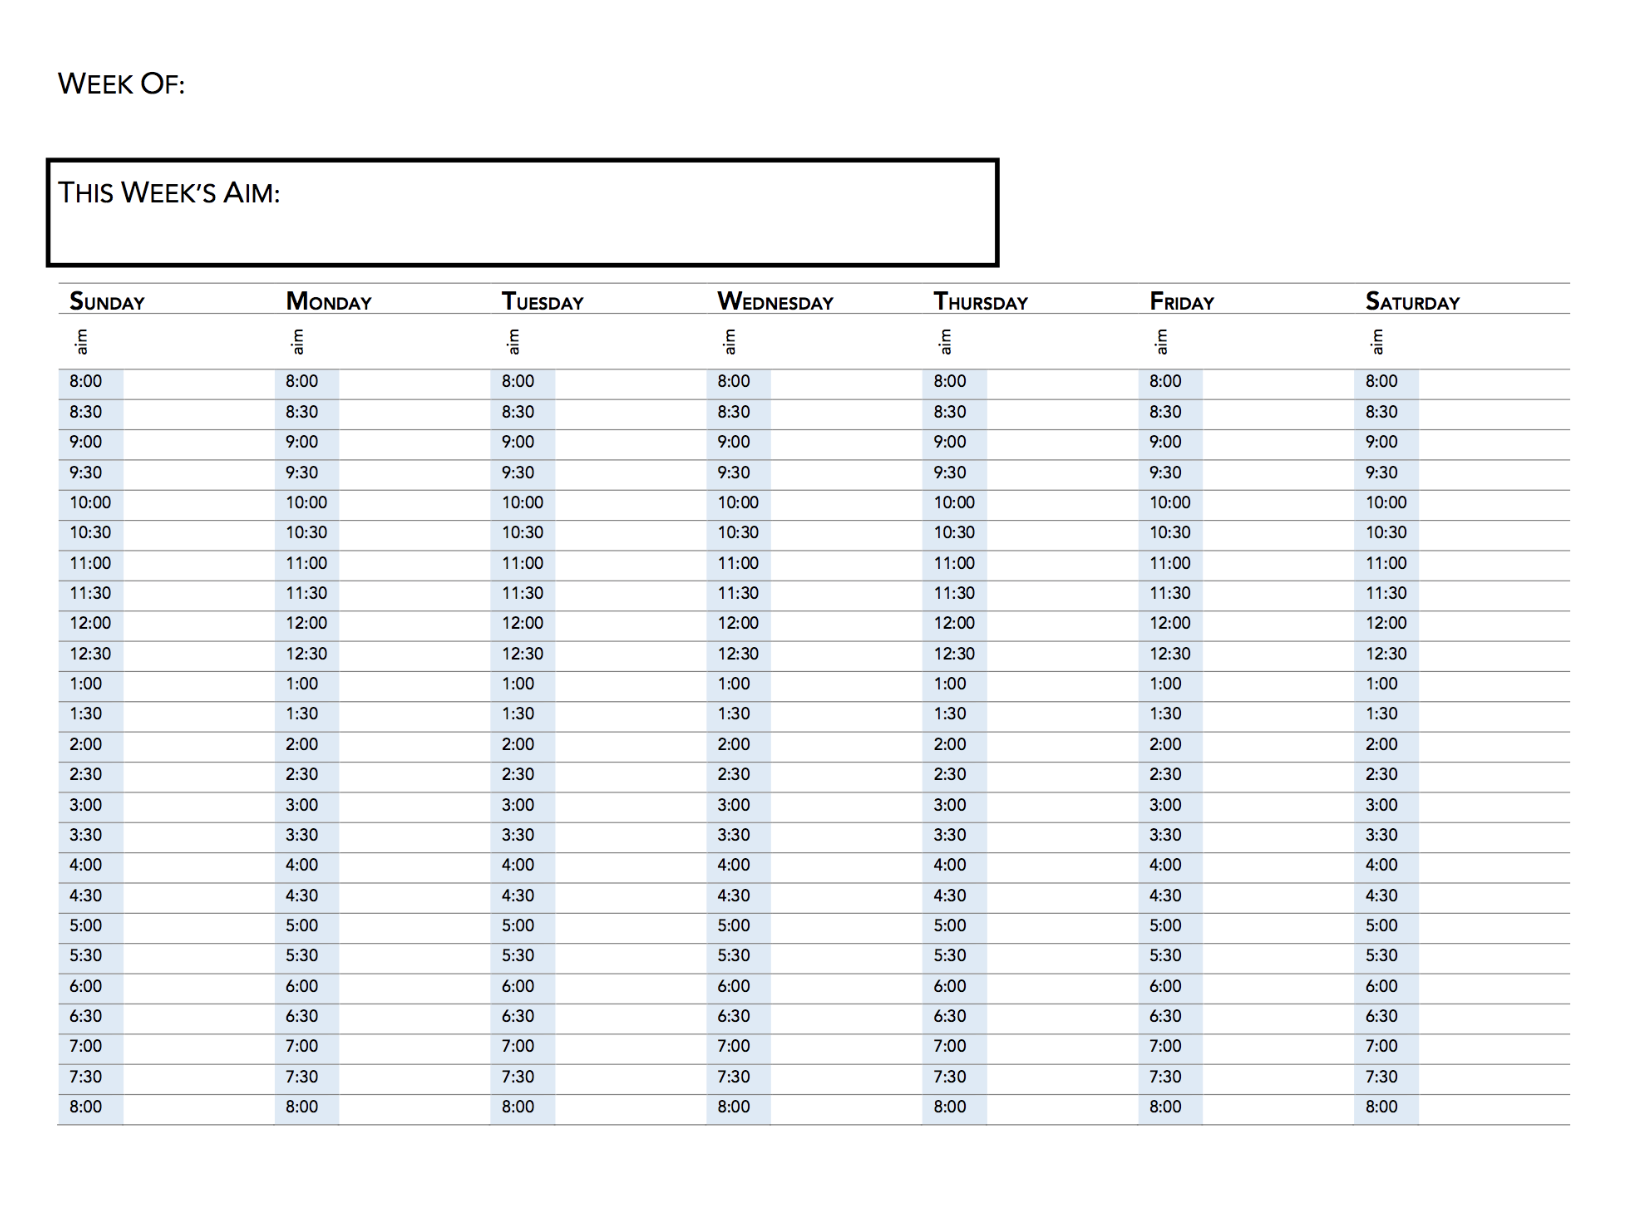 WEEK OF:
THIS WEEK'S AIM:
SUNDAY MONDAY TUESDAY WEDNESDAY THURSDAY FRIDAY SATURDAY
aim aim aim aim aim aim aim
8:00 8:00 8:00 8:00 8:00 8:00 8:00
8:30 8:30 8:30 8:30 8:30 8:30 8:30
9:00 9:00 9:00 9:00 9:00 9:00 9:00
9:30 9:30 9:30 9:30 9:30 9:30 9:30
10:00 10:00 10:00 10:00 10:00 10:00 10:00
10:30 10:30 10:30 10:30 10:30 10:30 10:30
11:00 11:00 11:00 11:00 11:00 11:00 11:00
11:30 11:30 11:30 11:30 11:30 11:30 11:30
12:00 12:00 12:00 12:00 12:00 12:00 12:00
12:30 12:30 12:30 12:30 12:30 12:30 12:30
1:00 1:00 1:00 1:00 1:00 1:00 1:00
1:30 1:30 1:30 1:30 1:30 1:30 1:30
2:00 2:00 2:00 2:00 2:00 2:00 2:00
2:30 2:30 2:30 2:30 2:30 2:30 2:30
3:00 3:00 3:00 3:00 3:00 3:00 3:00
3:30 3:30 3:30 3:30 3:30 3:30 3:30
4:00 4:00 4:00 4:00 4:00 4:00 4:00
4:30 4:30 4:30 4:30 4:30 4:30 4:30
5:00 5:00 5:00 5:00 5:00 5:00 5:00
5:30 5:30 5:30 5:30 5:30 5:30 5:30
6:00 6:00 6:00 6:00 6:00 6:00 6:00
6:30 6:30 6:30 6:30 6:30 6:30 6:30
7:00 7:00 7:00 7:00 7:00 7:00 7:00
7:30 7:30 7:30 7:30 7:30 7:30 7:30
8:00 8:00 8:00 8:00 8:00 8:00 8:00